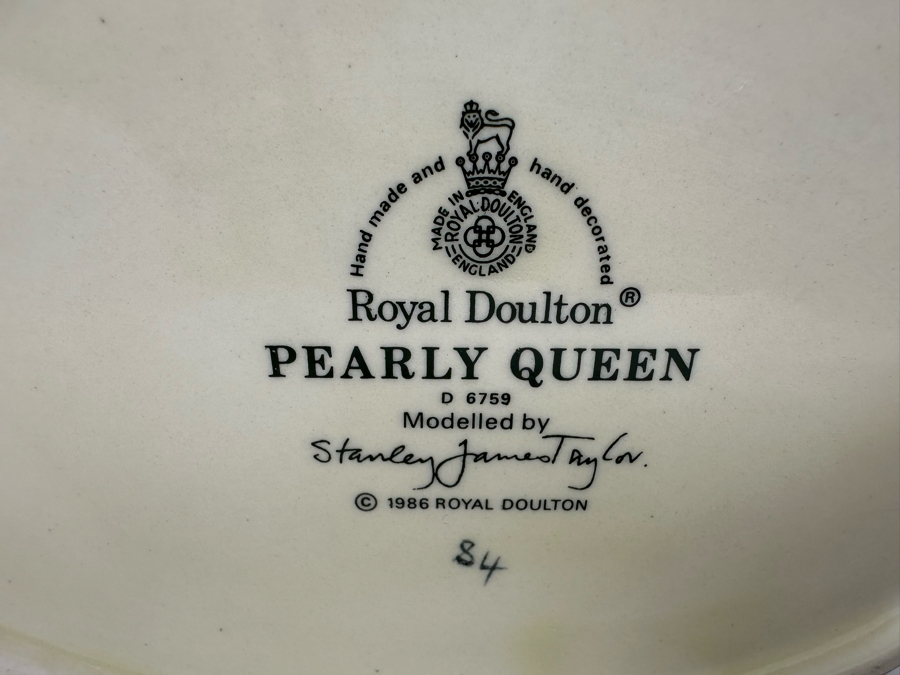 Hand made and hand decorated
MADE IN ENGLAND
ROYAL·DOULTON
ENGLAND
Royal Doulton®
PEARLY QUEEN
D 6759
Modelled by
Stanley James Taylor.
© 1986 ROYAL DOULTON
84